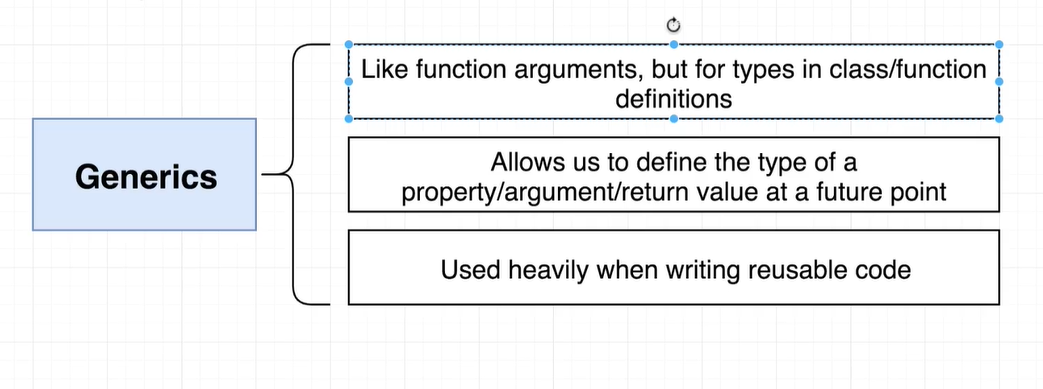 Generics
Like function arguments, but for types in class/function
definitions
Allows us to define the type of a
property/argument/return value at a future point
Used heavily when writing reusable code